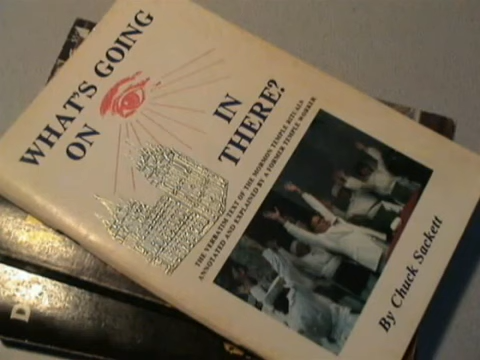 WHAT'S GOING
ON IN
THERE?
THE VERBATIM TEXT OF THE MORMON TEMPLE RITUALS
ANNOTATED AND EXPLAINED BY A FORMER TEMPLE WORKER
By Chuck Sackett